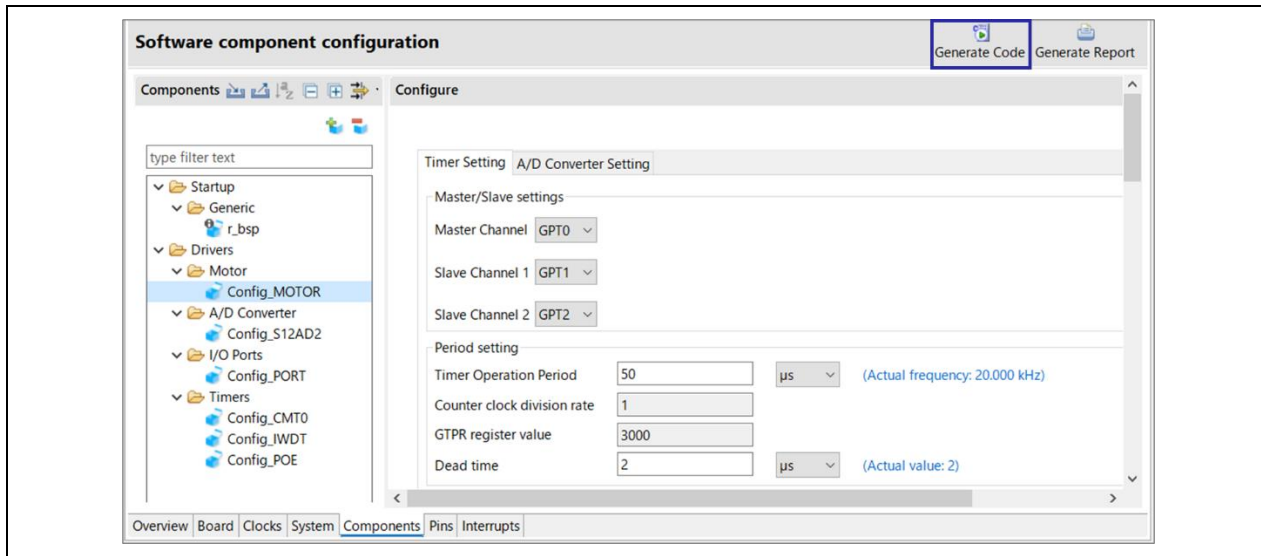 Software component configuration
Generate Code Generate Report
Components
Configure
type filter text
Startup
Generic
r_bsp
Drivers
Motor
Config_MOTOR
A/D Converter
Config_S12AD2
I/O Ports
Config_PORT
Timers
Config_CMT0
Config_IWDT
Config_POE
Timer Setting A/D Converter Setting
Master/Slave settings
Master Channel GPT0
Slave Channel 1 GPT1
Slave Channel 2 GPT2
Period setting
Timer Operation Period 50 µs (Actual frequency: 20.000 kHz)
Counter clock division rate 1
GTPR register value 3000
Dead time 2 µs (Actual value: 2)
Overview Board Clocks System Components Pins Interrupts